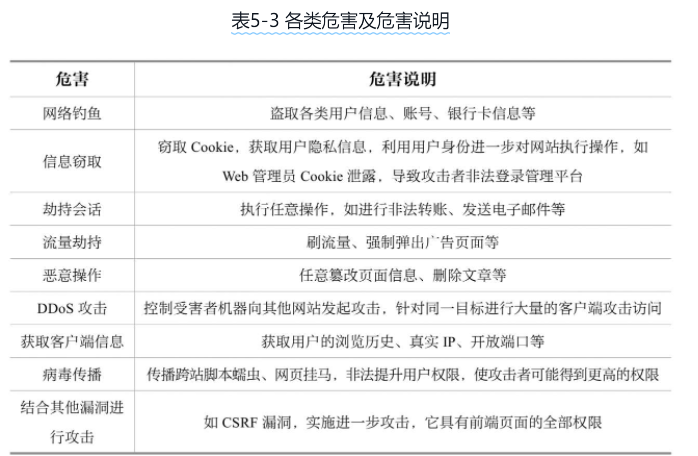 表5-3 各类危害及危害说明
危害 危害说明
网络钓鱼 盗取各类用户信息、账号、银行卡信息等
信息窃取 窃取 Cookie，获取用户隐私信息，利用用户身份进一步对网站执行操作，如
Web 管理员 Cookie 泄露，导致攻击者非法登录管理平台
劫持会话 执行任意操作，如进行非法转账、发送电子邮件等
流量劫持 刷流量、强制弹出广告页面等
恶意操作 任意篡改页面信息、删除文章等
DDoS 攻击 控制受害者机器向其他网站发起攻击，针对同一目标进行大量的客户端攻击访问
获取客户端信息 获取用户的浏览历史、真实 IP、开放端口等
病毒传播 传播跨站脚本蠕虫、网页挂马，非法提升用户权限，使攻击者可能得到更高的权限
结合其他漏洞进
行攻击 如 CSRF 漏洞，实施进一步攻击，它具有前端页面的全部权限